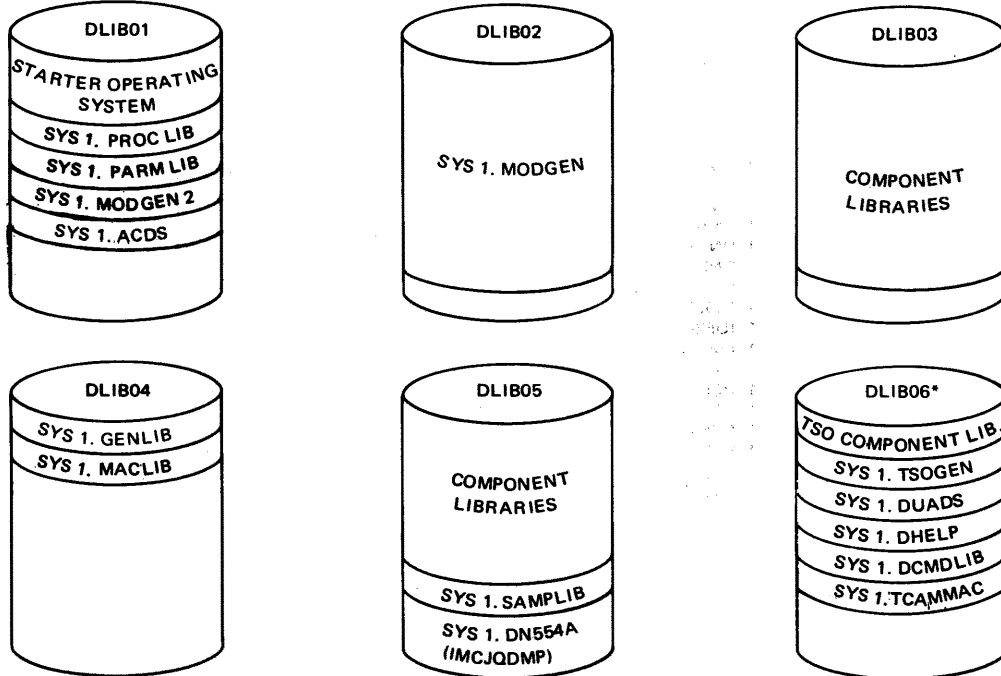 DLIB01
STARTER OPERATING
SYSTEM
SYS 1. PROC LIB
SYS 1. PARM LIB
SYS 1. MODGEN 2
SYS 1..ACDS
DLIB02
SYS 1. MODGEN
DLIB03
COMPONENT
LIBRARIES
DLIB04
SYS 1. GENLIB
SYS 1. MACLIB
DLIB05
COMPONENT
LIBRARIES
SYS 1. SAMPLIB
SYS 1. DN554A
(IMCJQDMP)
DLIB06*
TSO COMPONENT LIB.
SYS 1. TSOGEN
SYS 1. DUADS
SYS 1. DHELP
SYS 1. DCMDLIB
SYS 1.TCAMMAC